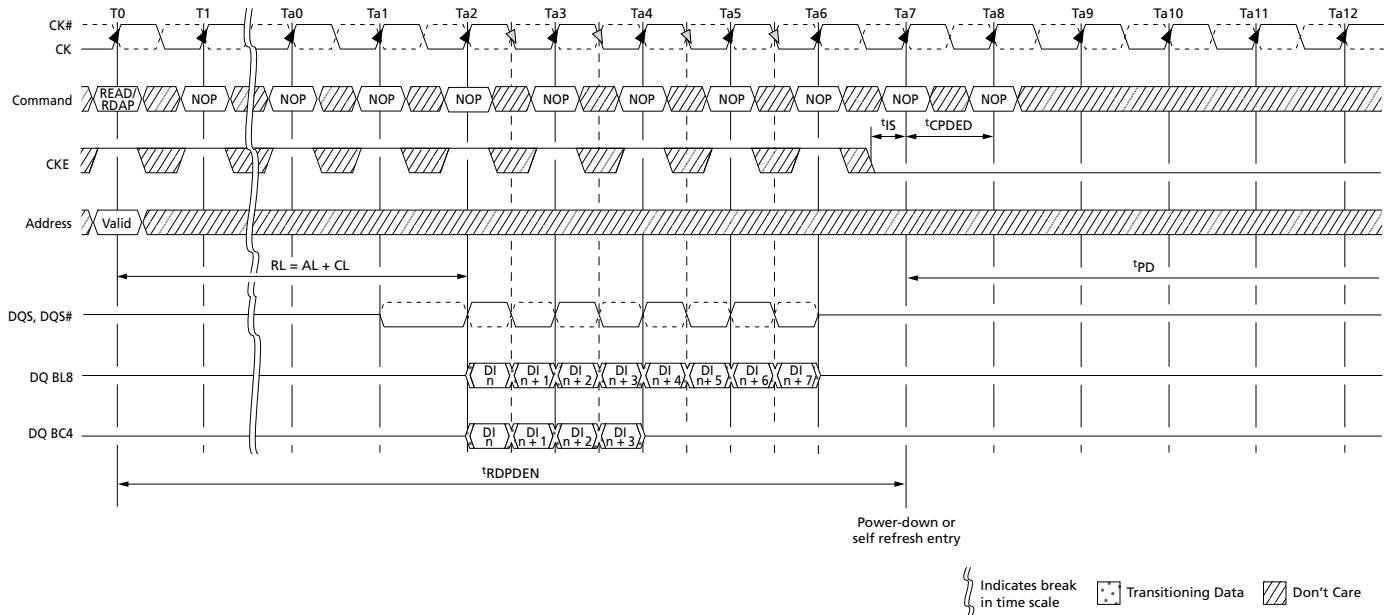 T0 T1 Ta0 Ta1 Ta2 Ta3 Ta4 Ta5 Ta6 Ta7 Ta8 Ta9 Ta10 Ta11 Ta12
CK#
CK
Command READ/ NOP NOP NOP NOP NOP NOP NOP NOP NOP NOP
RDAP
tIS tCPDED
CKE
Address Valid
RL = AL + CL tPD
DQS, DQS#
DQ BL8 DI DI DI DI DI DI DI DI
n n + 1 n + 2 n + 3 n + 4 n + 5 n + 6 n + 7
DQ BC4 DI DI DI DI
n n + 1 n + 2 n + 3
tRDPDEN
Power-down or
self refresh entry
Indicates break
in time scale
Transitioning Data
Don't Care